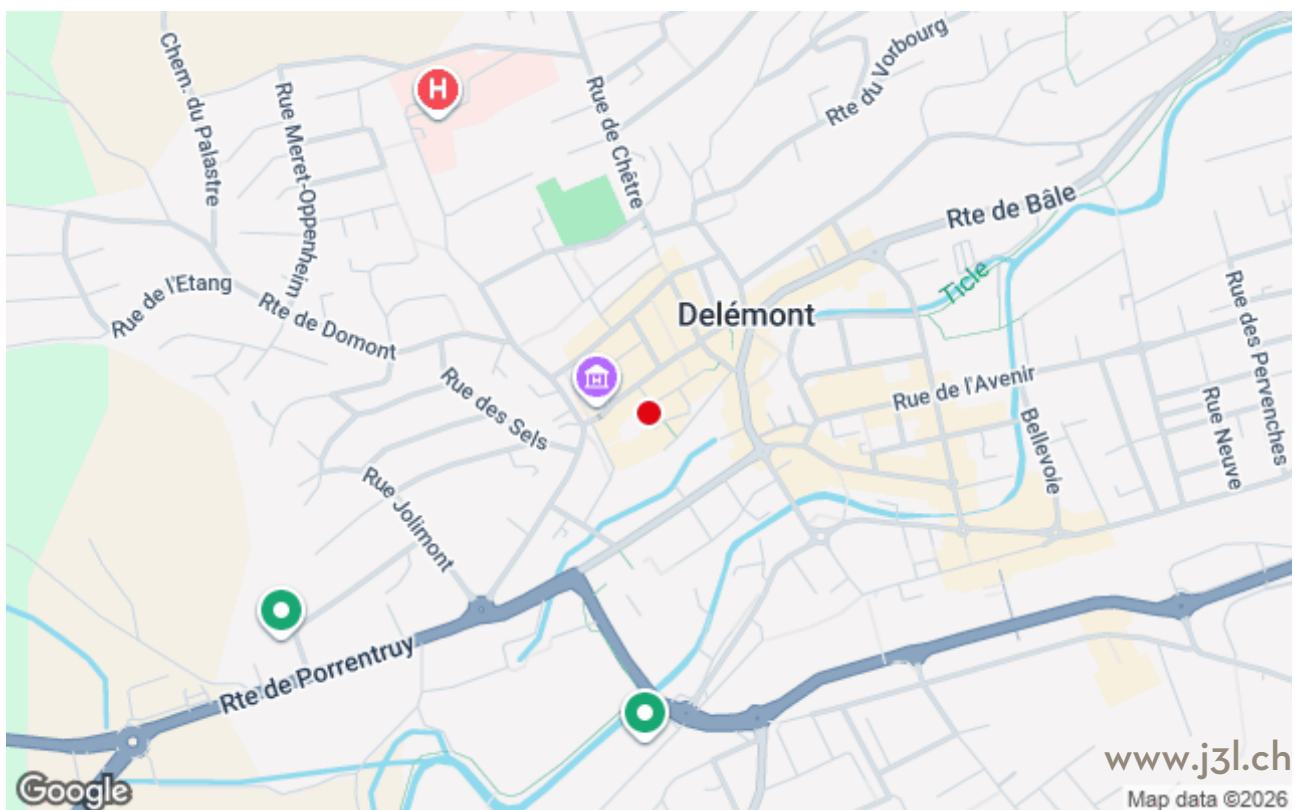 Chem. du Palastre
Rue Meret-Oppenheim
H
Rue de Chêtre
Rte du Vorbourg
Rte de Bâle
Ticle
Rue de l'Etang
Rte de Domont
Delémont
Rue des Pervenches
Rue des Sels
H
Rue de l'Avenir
Rue Neuve
Bellevoie
Rue Jolimont
Rte de Porrentruy
www.j3l.ch
Google
Map data ©2026